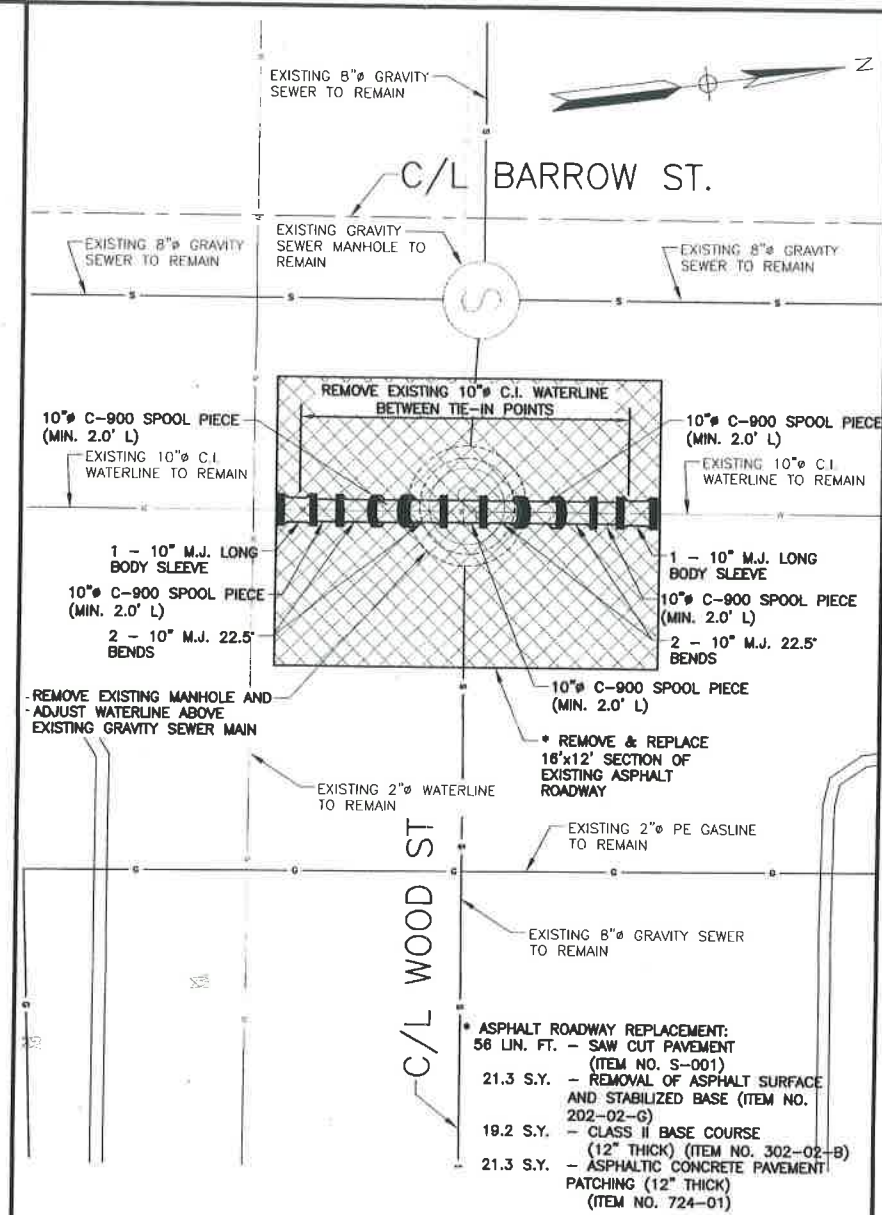 EXISTING 8"ø GRAVITY
SEWER TO REMAIN
Z
C/L BARROW ST.
EXISTING 8"ø GRAVITY
SEWER TO REMAIN
EXISTING GRAVITY
SEWER MANHOLE TO
REMAIN
EXISTING 8"ø GRAVITY
SEWER TO REMAIN
S
S
S
S
S
S
REMOVE EXISTING 10"ø C.I. WATERLINE
BETWEEN TIE-IN POINTS
10"ø C-900 SPOOL PIECE
(MIN. 2.0' L)
10"ø C-900 SPOOL PIECE
(MIN. 2.0' L)
EXISTING 10"ø C.I.
WATERLINE TO REMAIN
EXISTING 10"ø C.I.
WATERLINE TO REMAIN
1 - 10" M.J. LONG
BODY SLEEVE
1 - 10" M.J. LONG
BODY SLEEVE
10"ø C-900 SPOOL PIECE
(MIN. 2.0' L)
10"ø C-900 SPOOL PIECE
(MIN. 2.0' L)
2 - 10" M.J. 22.5°
BENDS
2 - 10" M.J. 22.5°
BENDS
10"ø C-900 SPOOL PIECE
(MIN. 2.0' L)
REMOVE EXISTING MANHOLE AND
ADJUST WATERLINE ABOVE
EXISTING GRAVITY SEWER MAIN
* REMOVE & REPLACE
16'x12' SECTION OF
EXISTING ASPHALT
ROADWAY
EXISTING 2"ø WATERLINE
TO REMAIN
EXISTING 2"ø PE GASLINE
TO REMAIN
G
G
G
G
G
G
C/L WOOD ST
EXISTING 8"ø GRAVITY SEWER
TO REMAIN
* ASPHALT ROADWAY REPLACEMENT:
56 LIN. FT. - SAW CUT PAVEMENT
(ITEM NO. S-001)
21.3 S.Y. - REMOVAL OF ASPHALT SURFACE
AND STABILIZED BASE (ITEM NO.
202-02-G)
19.2 S.Y. - CLASS II BASE COURSE
(12" THICK) (ITEM NO. 302-02-B)
21.3 S.Y. - ASPHALTIC CONCRETE PAVEMENT
PATCHING (12" THICK)
(ITEM NO. 724-01)